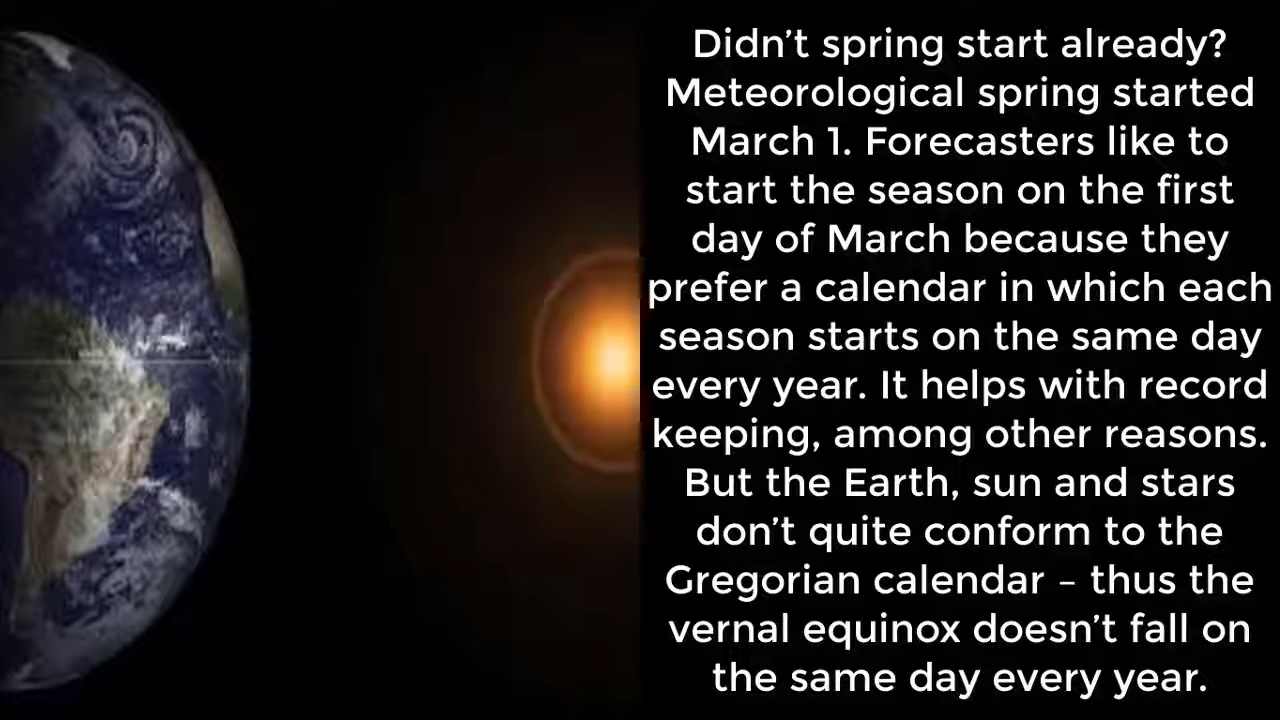 Didn’t spring start already?
Meteorological spring started
March 1. Forecasters like to
start the season on the first
day of March because they
prefer a calendar in which each
season starts on the same day
every year. It helps with record
keeping, among other reasons.
But the Earth, sun and stars
don’t quite conform to the
Gregorian calendar – thus the
vernal equinox doesn’t fall on
the same day every year.